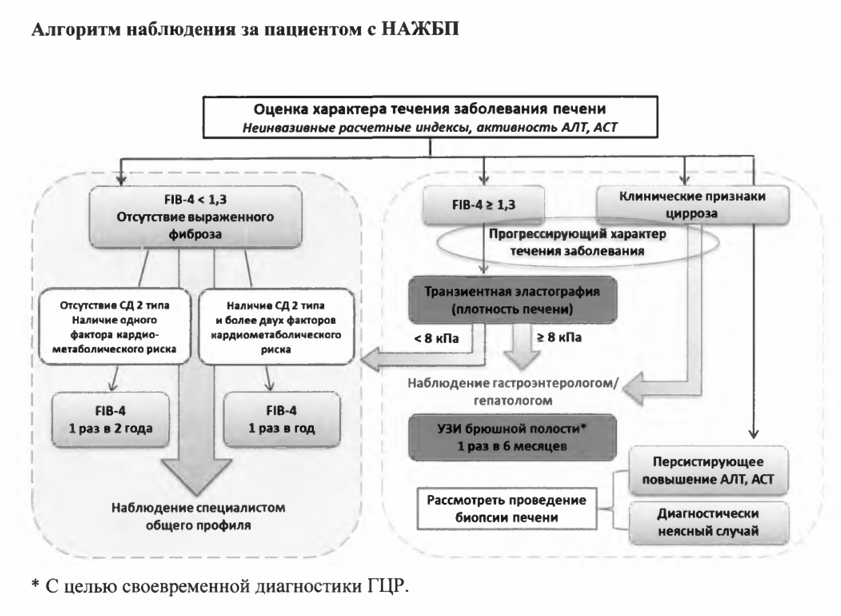 Алгоритм наблюдения за пациентом с НАЖБП
Оценка характера течения заболевания печени
Неинвазивные расчетные индексы, активность АЛТ, АСТ
FIB-4 < 1,3
Отсутствие выраженного
фиброза
FIB-4 ≥ 1,3
Клинические признаки
цирроза
Прогрессирующий характер
течения заболевания
Отсутствие СД 2 типа
Наличие одного
фактора кардио-
метаболического риска
Наличие СД 2 типа
и более двух факторов
кардиометаболического
риска
Транзиентная эластография
(плотность печени)
< 8 кПа
≥ 8 кПа
FIB-4
1 раз в 2 года
FIB-4
1 раз в год
Наблюдение гастроэнтерологом/
гепатологом
УЗИ брюшной полости*
1 раз в 6 месяцев
Наблюдение специалистом
общего профиля
Рассмотреть проведение
биопсии печени
Персистирующее
повышение АЛТ, АСТ
Диагностически
неясный случай
* С целью своевременной диагностики ГЦР.